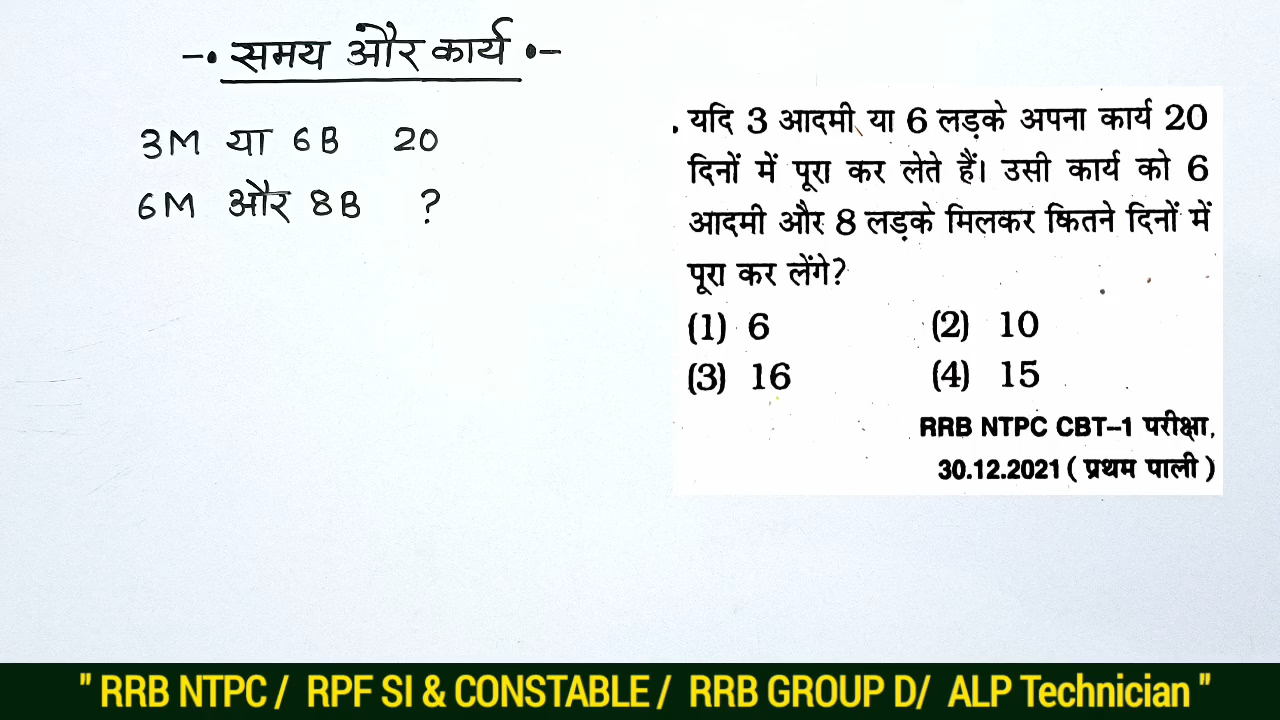 -• समय और कार्य •-
3M या 6B 20
6M और 8B ?
. यदि 3 आदमी या 6 लड़के अपना कार्य 20
दिनों में पूरा कर लेते हैं। उसी कार्य को 6
आदमी और 8 लड़के मिलकर कितने दिनों में
पूरा कर लेंगे?
(1) 6 (2) 10
(3) 16 (4) 15
RRB NTPC CBT–1 परीक्षा,
30.12.2021 ( प्रथम पाली )
" RRB NTPC / RPF SI & CONSTABLE / RRB GROUP D/ ALP Technician "